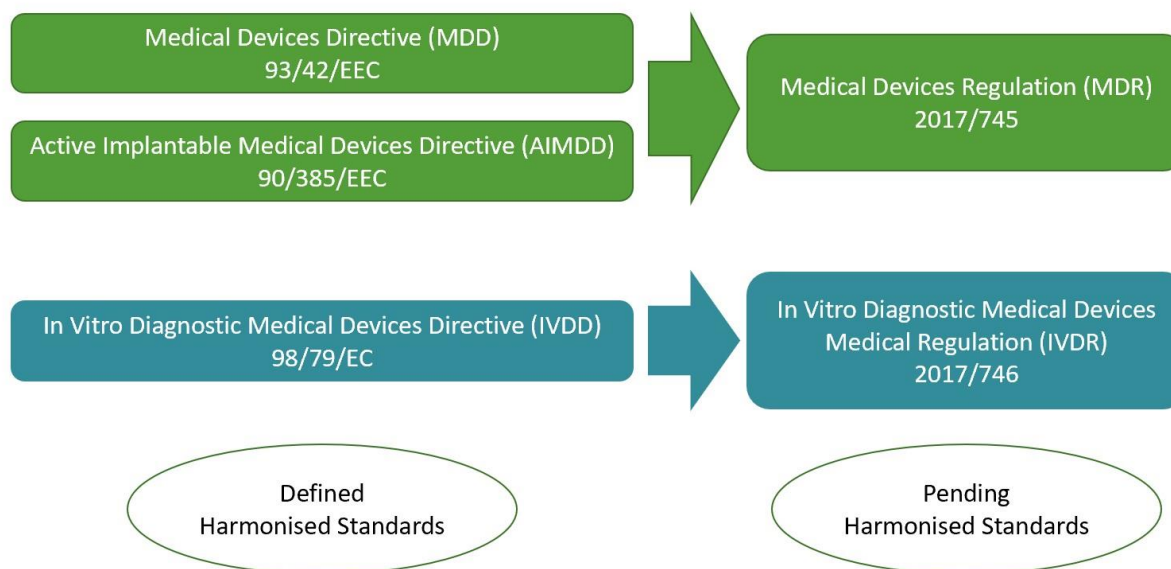 Medical Devices Directive (MDD)
93/42/EEC
Active Implantable Medical Devices Directive (AIMDD)
90/385/EEC
Medical Devices Regulation (MDR)
2017/745
In Vitro Diagnostic Medical Devices Directive (IVDD)
98/79/EC
In Vitro Diagnostic Medical Devices
Medical Regulation (IVDR)
2017/746
Defined
Harmonised Standards
Pending
Harmonised Standards